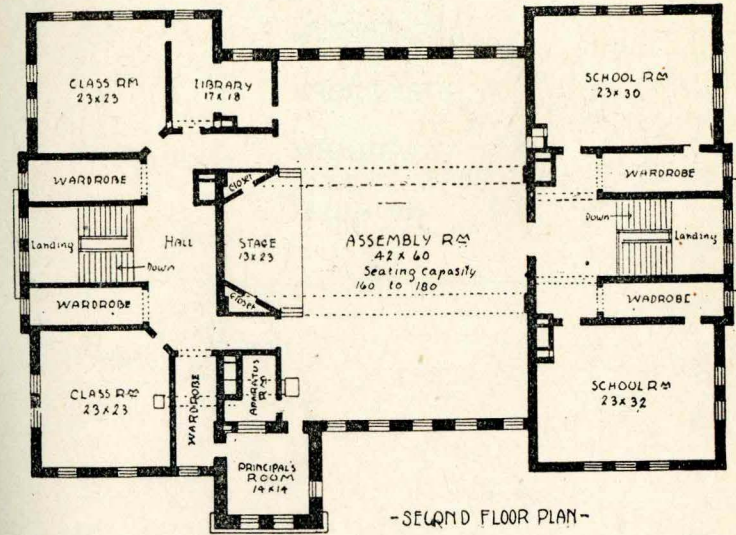 CLASS RM
23x23
LIBRARY
17x18
SCHOOL RM
23x30
WARDROBE
WARDROBE
CLOSET
Down
Landing
HALL
Down
STAGE
13x23
ASSEMBLY RM
42 x 60
Seating Capasity
160 to 180
Landing
WARDROBE
CLOSET
WADROBE
CLASS RM
23x23
WARDROBE
APPARATUS
RM
SCHOOL RM
23x32
PRINCIPAL'S
ROOM
14x14
-SECOND FLOOR PLAN-